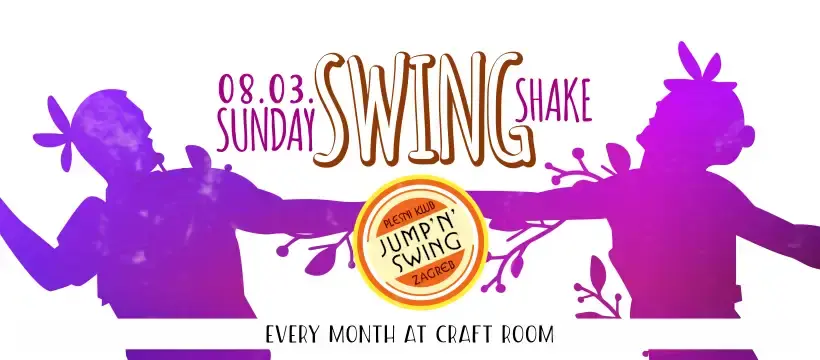 08.03.
SUNDAY
SWING
SHAKE
PLESNI KLUB
JUMP'N'
SWING
ZAGREB
EVERY MONTH AT CRAFT ROOM